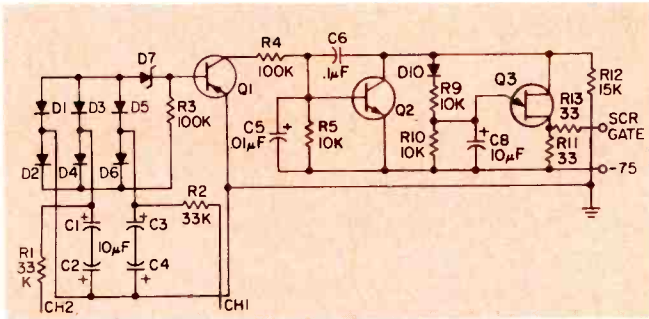 D7
D1
D3
D5
D2
D4
D6
R3
100K
Q1
R4
100K
C6
.1µF
C5
+
.01µF
R5
10K
Q2
D10
R9
10K
R10
10K
Q3
+
C8
10µF
R12
15K
R13
33
R11
33
SCR
GATE
-75
R1
33
K
CH2
+
C1
10µF
C2
+
+
C3
C4
+
R2
33K
CH1